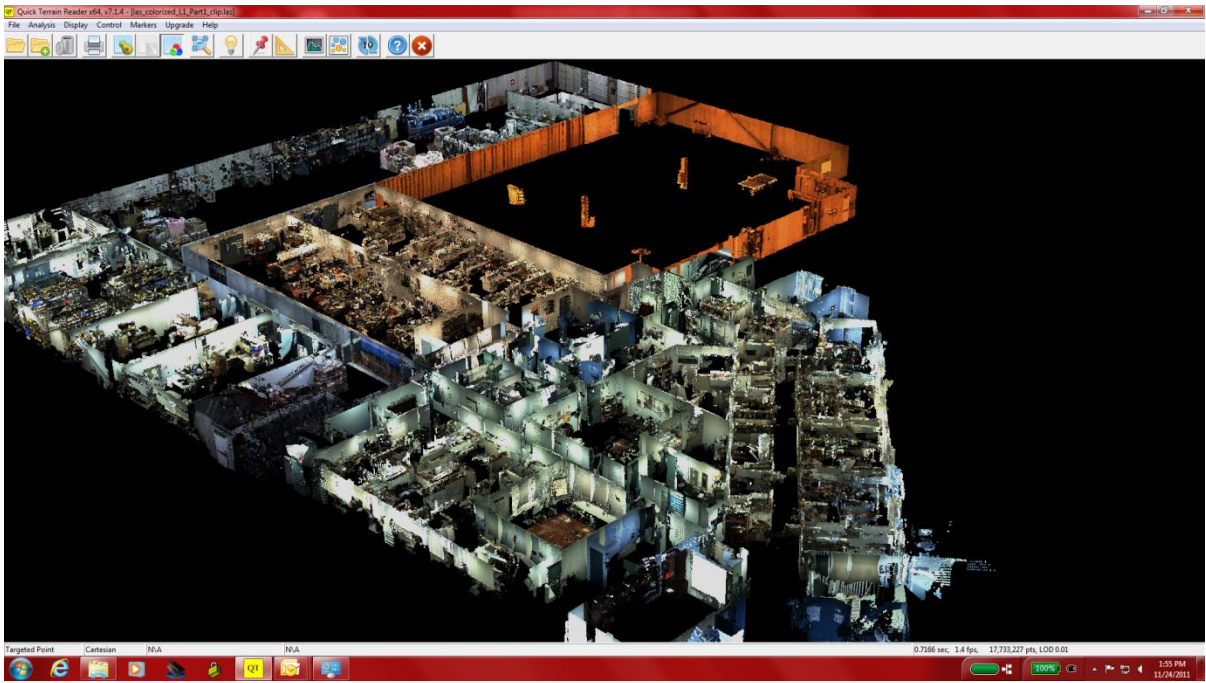 QT Quick Terrain Reader x64, v7.1.4 - [las_colorized_L1_Part1_clip.las]
File Analysis Display Control Markers Upgrade Help
Targeted Point Cartesian N\A N\A 0.7166 sec, 1.4 fps, 17,733,227 pts, LOD 0.01
QT 100% 1:55 PM
11/24/2011